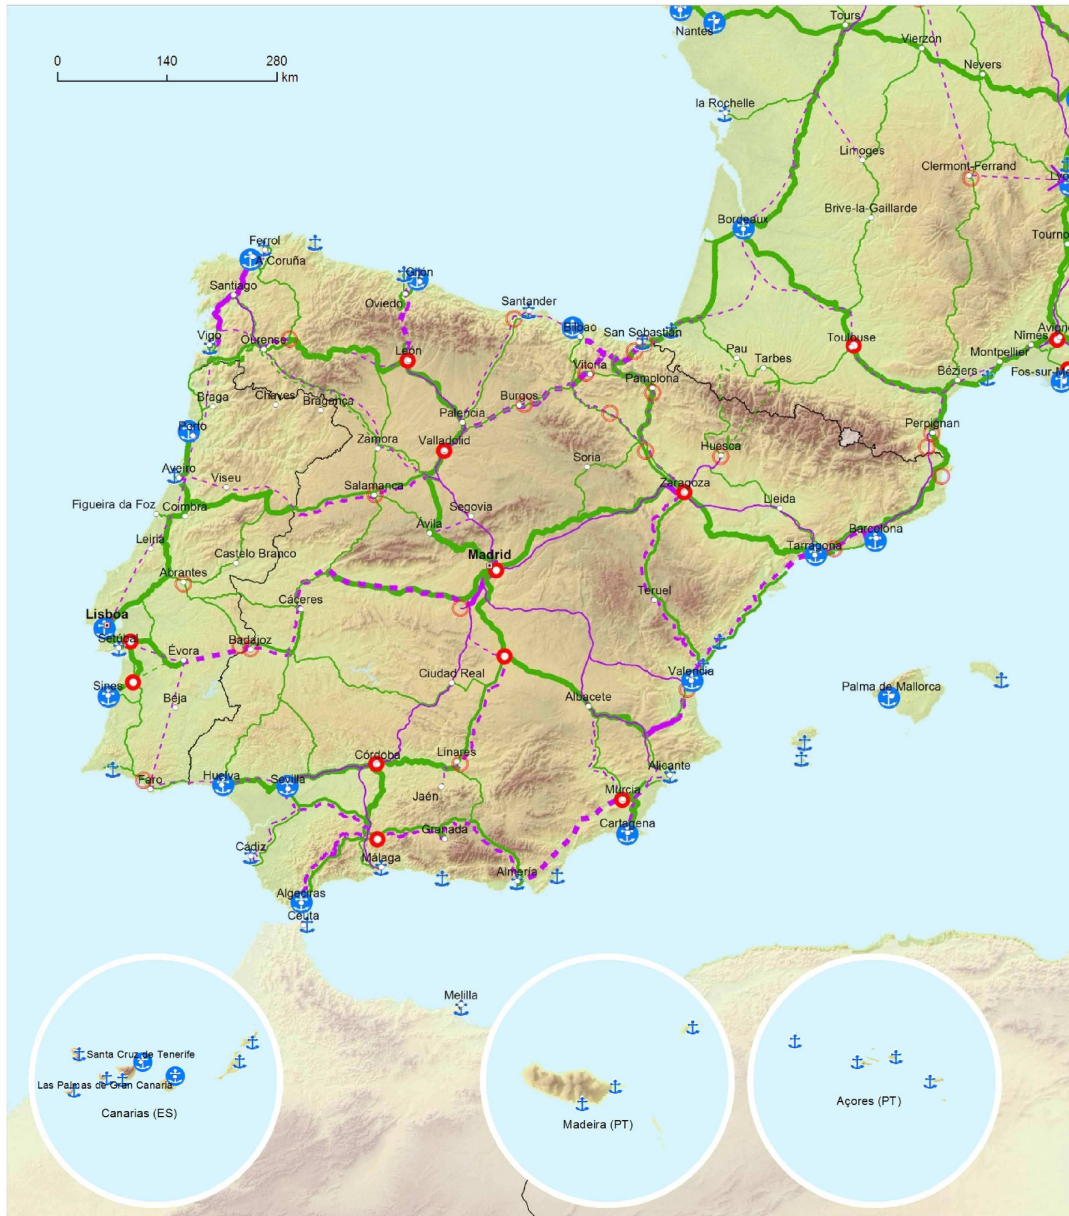 Tours
Nantes
Vierzon
Nevers
0 140 280
km
la Rochelle
Limoges
Clermont-Ferrand
Brive-la-Gaillarde
Bordeaux
Ferrol
A Coruña
Gijón
Santiago
Oviedo
Santander
Bilbao
San Sebastián
Vigo
Ourense
León
Toulouse
Nîmes
Montpellier
Pau
Tarbes
Vitoria
Béziers
Fos-sur-Me
Pamplona
Braga
Chaves
Bragança
Palencia
Burgos
Perpignan
Porto
Zamora
Valladolid
Huesca
Soria
Aveiro
Viseu
Salamanca
Zaragoza
Figueira da Foz
Coimbra
Segovia
Lleida
Ávila
Barcelona
Leiria
Castelo Branco
Madrid
Tarragona
Abrantes
Cáceres
Teruel
Lisboa
Setúbal
Évora
Badajoz
Ciudad Real
Valencia
Sines
Beja
Albacete
Palma de Mallorca
Córdoba
Linares
Alicante
Faro
Huelva
Sevilla
Jaén
Murcia
Granada
Cartagena
Cádiz
Málaga
Almería
Algeciras
Ceuta
Melilla
Santa Cruz de Tenerife
Las Palmas de Gran Canaria
Canarias (ES)
Madeira (PT)
Açores (PT)